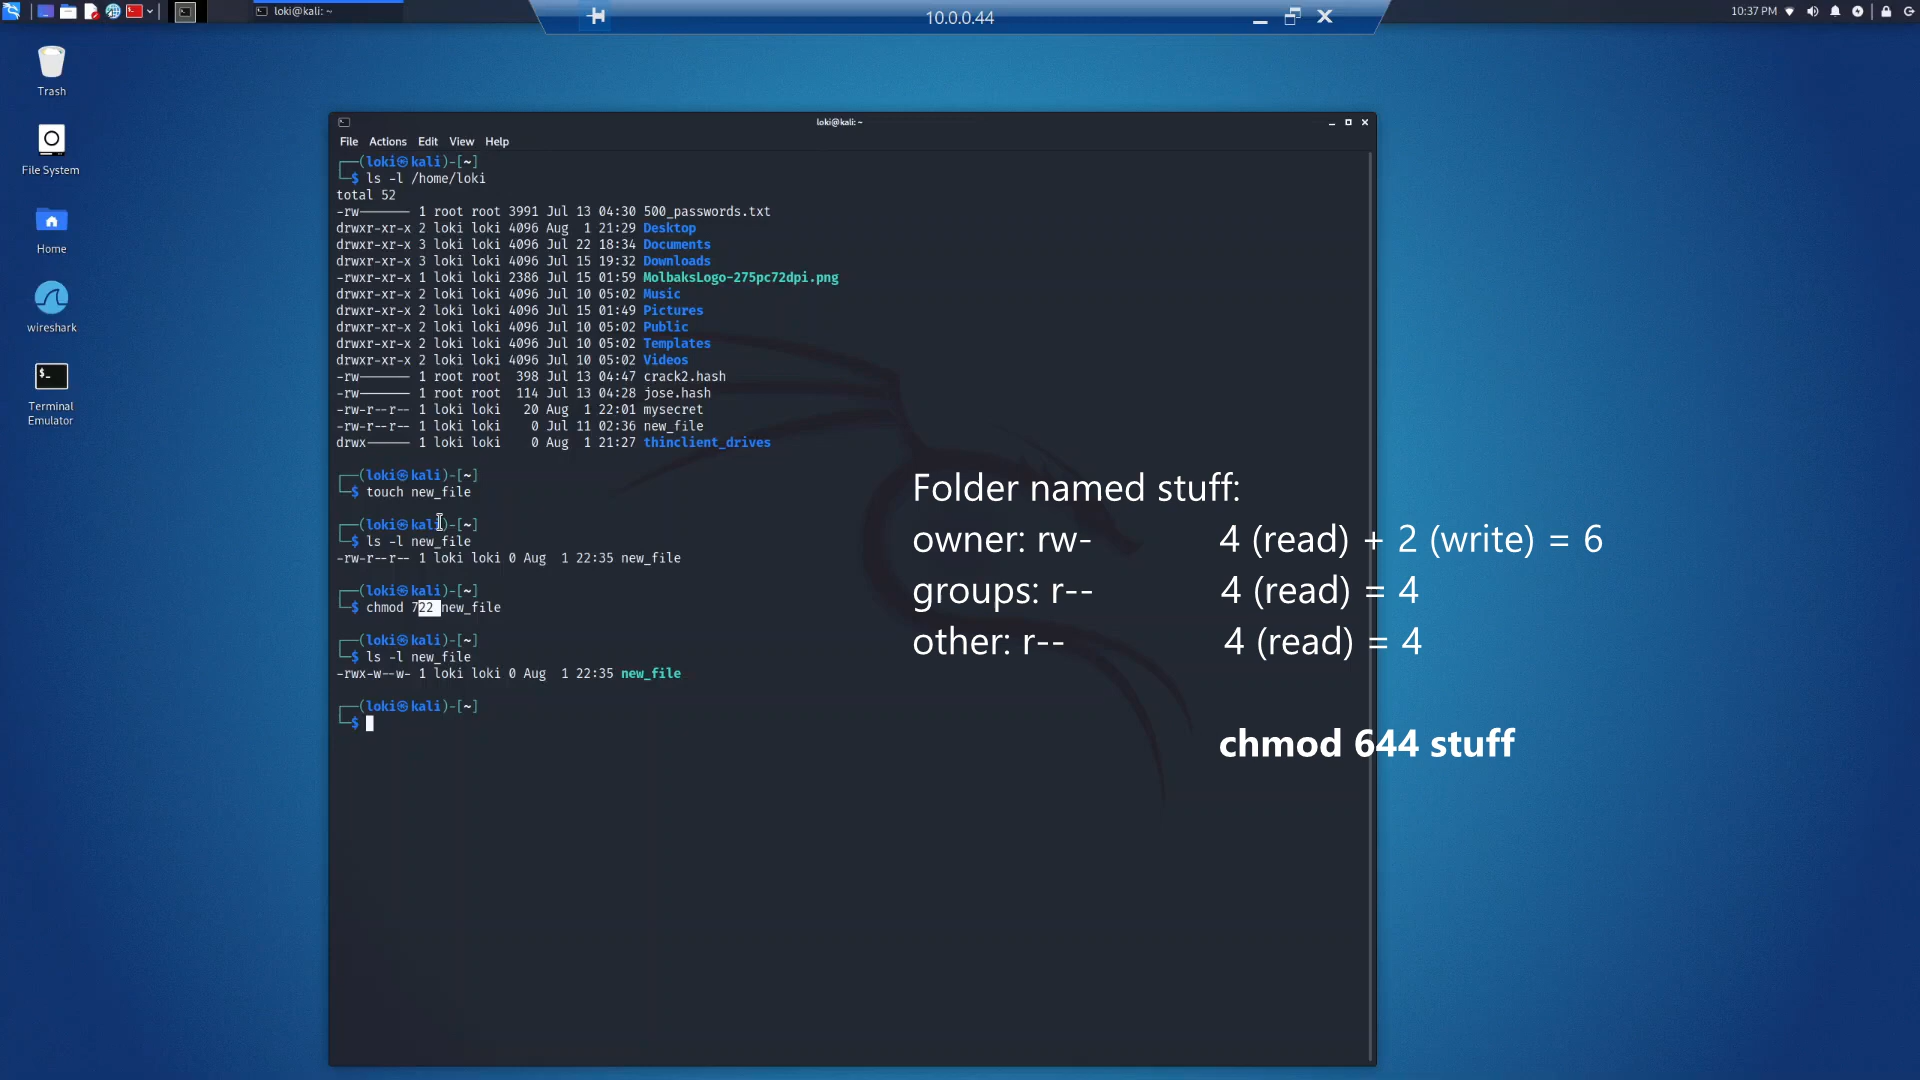 loki@kali: ~
10.0.0.44
10:37 PM
Trash
File System
Home
wireshark
Terminal
Emulator
loki@kali: ~
File Actions Edit View Help
(loki㉿kali)-[~]
$ ls -l /home/loki
total 52
-rw------- 1 root root 3991 Jul 13 04:30 500_passwords.txt
drwxr-xr-x 2 loki loki 4096 Aug  1 21:29 Desktop
drwxr-xr-x 3 loki loki 4096 Jul 22 18:34 Documents
drwxr-xr-x 3 loki loki 4096 Jul 15 19:32 Downloads
-rwxr-xr-x 1 loki loki 2386 Jul 15 01:59 MolbaksLogo-275pc72dpi.png
drwxr-xr-x 2 loki loki 4096 Jul 10 05:02 Music
drwxr-xr-x 2 loki loki 4096 Jul 15 01:49 Pictures
drwxr-xr-x 2 loki loki 4096 Jul 10 05:02 Public
drwxr-xr-x 2 loki loki 4096 Jul 10 05:02 Templates
drwxr-xr-x 2 loki loki 4096 Jul 10 05:02 Videos
-rw------- 1 root root  398 Jul 13 04:47 crack2.hash
-rw------- 1 root root  114 Jul 13 04:28 jose.hash
-rw-r--r-- 1 loki loki   20 Aug  1 22:01 mysecret
-rw-r--r-- 1 loki loki    0 Jul 11 02:36 new_file
drwx------ 1 loki loki    0 Aug  1 21:27 thinclient_drives
(loki㉿kali)-[~]
$ touch new_file
(loki㉿kali)-[~]
$ ls -l new_file
-rw-r--r-- 1 loki loki 0 Aug  1 22:35 new_file
(loki㉿kali)-[~]
$ chmod 722 new_file
(loki㉿kali)-[~]
$ ls -l new_file
-rwx-w--w- 1 loki loki 0 Aug  1 22:35 new_file
(loki㉿kali)-[~]
$
Folder named stuff:
owner: rw- 4 (read) + 2 (write) = 6
groups: r-- 4 (read) = 4
other: r-- 4 (read) = 4
chmod 644 stuff